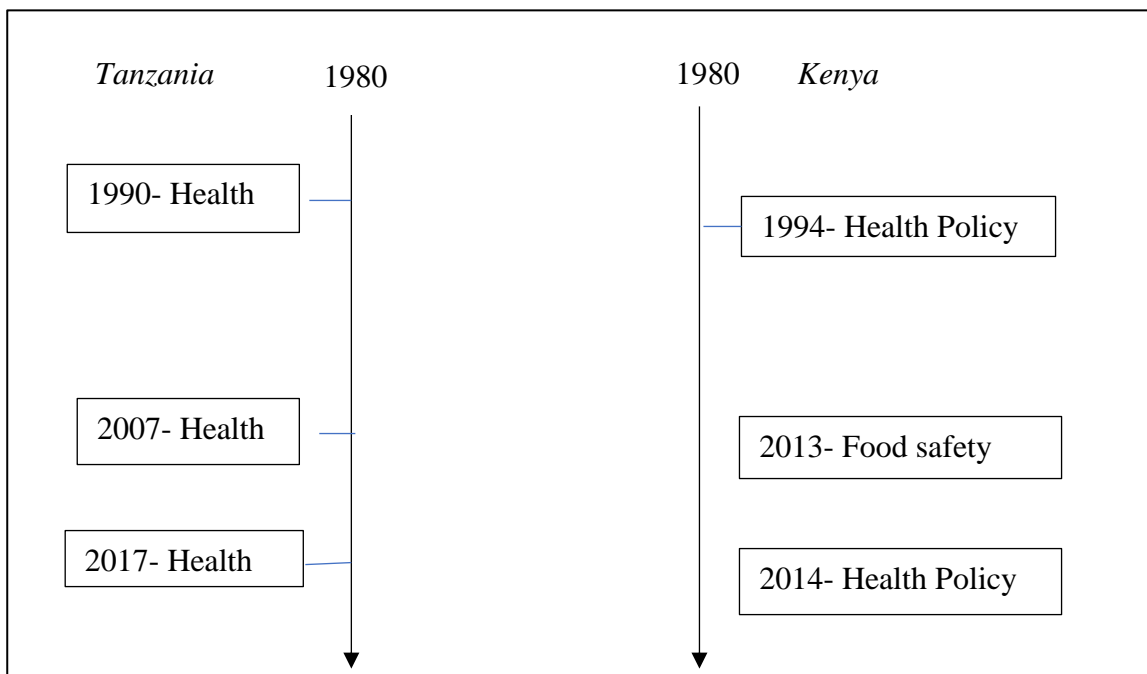 Tanzania
1980
1980
Kenya
1990- Health
1994- Health Policy
2007- Health
2013- Food safety
2017- Health
2014- Health Policy